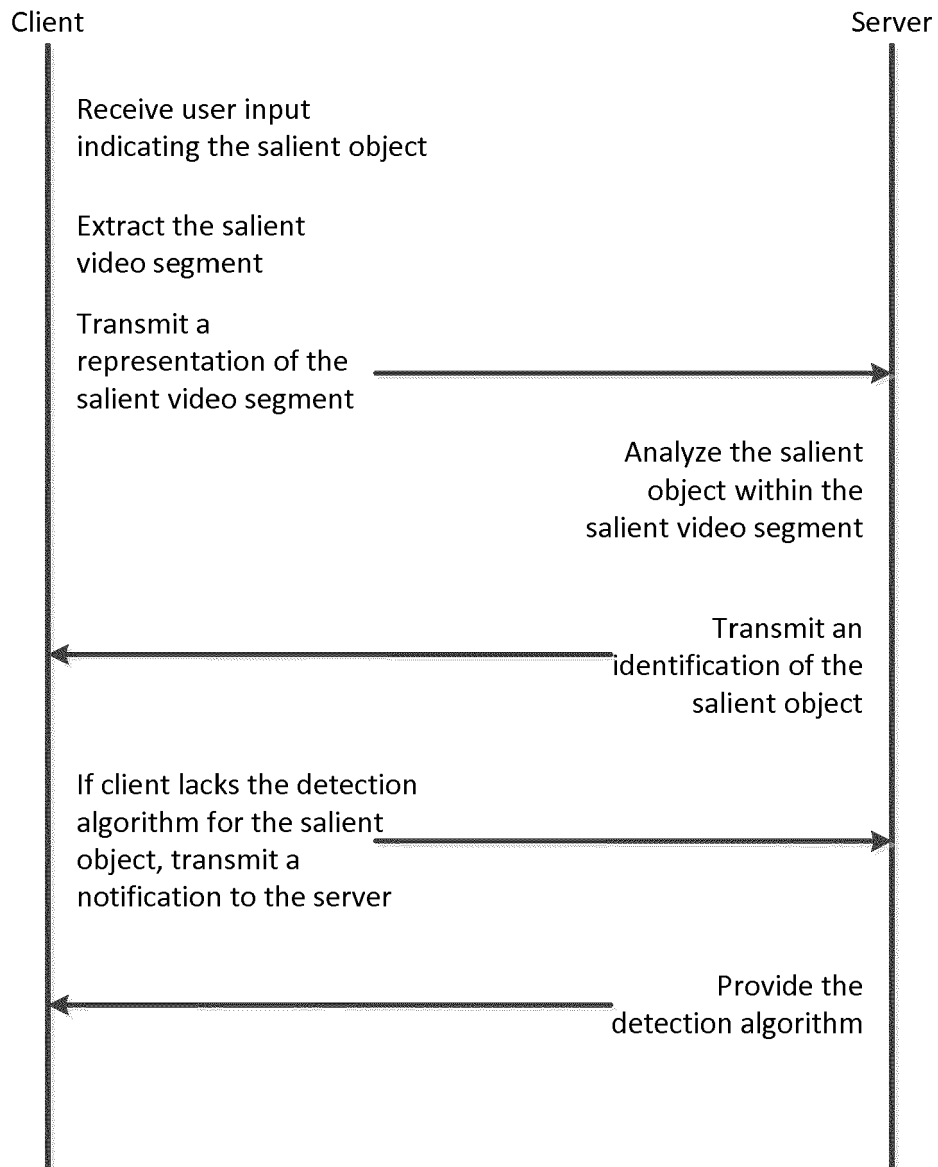 Client
Server
Receive user input
indicating the salient object
Extract the salient
video segment
Transmit a
representation of the
salient video segment
Analyze the salient
object within the
salient video segment
Transmit an
identification of the
salient object
If client lacks the detection
algorithm for the salient
object, transmit a
notification to the server
Provide the
detection algorithm